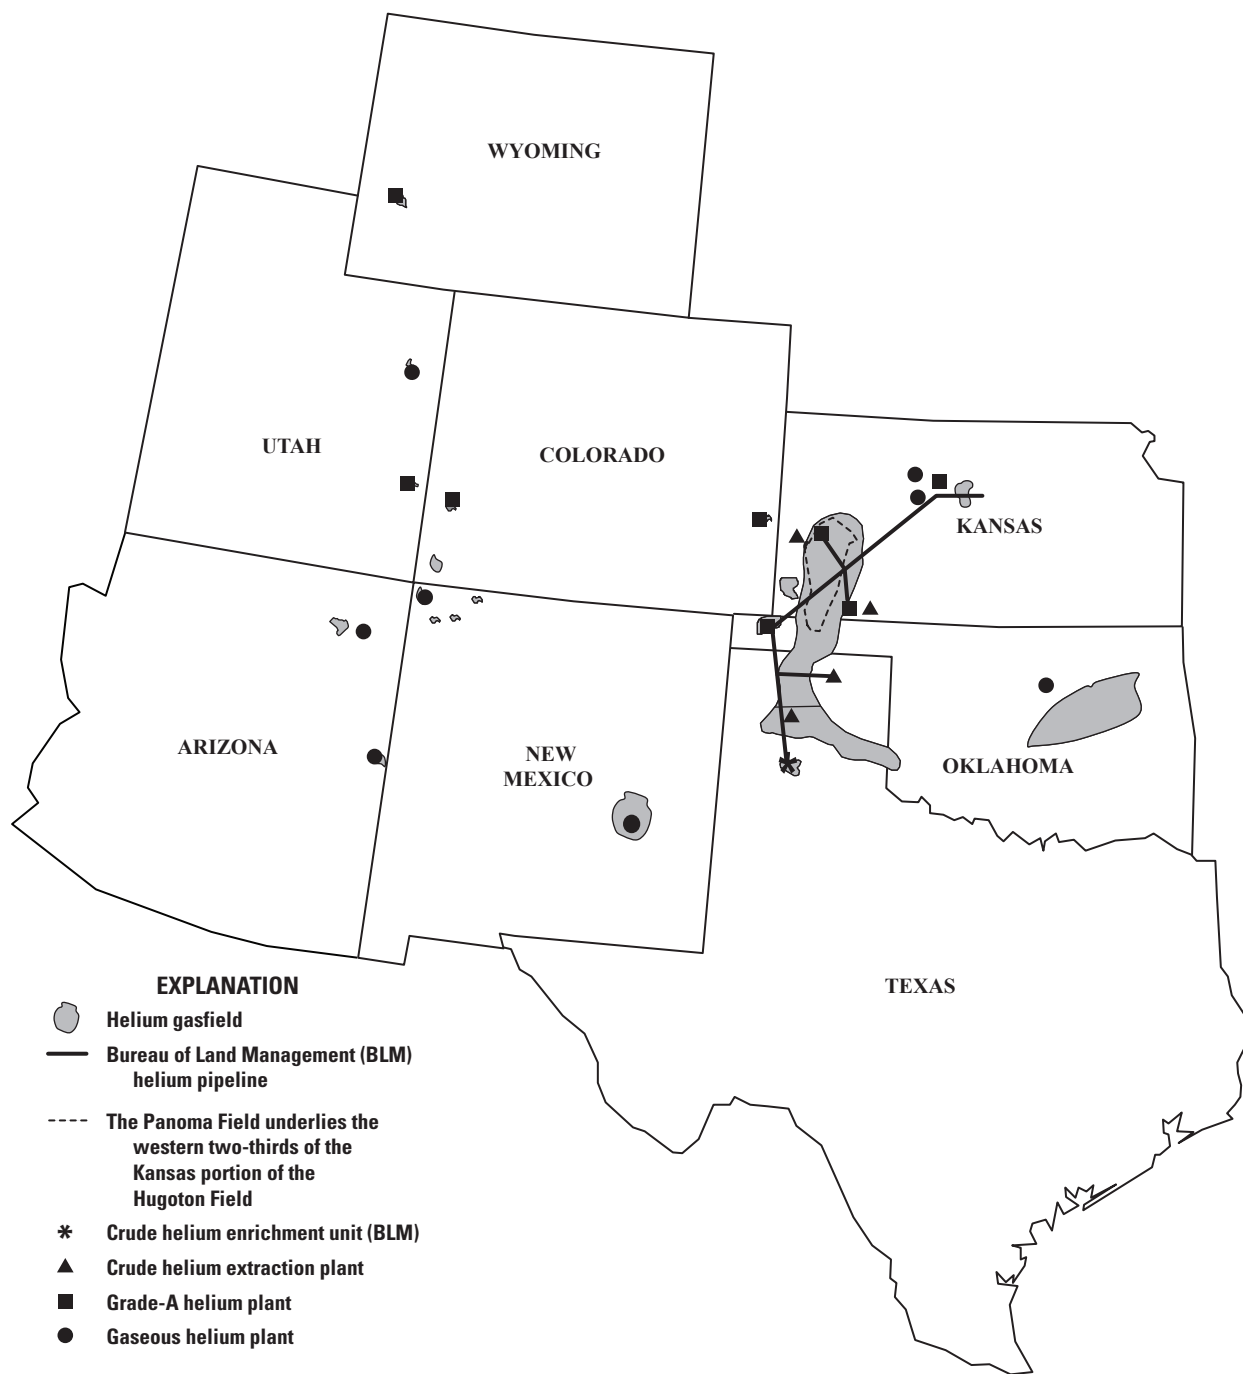 WYOMING
UTAH
COLORADO
KANSAS
ARIZONA
NEW
MEXICO
OKLAHOMA
TEXAS
EXPLANATION
Helium gasfield
Bureau of Land Management (BLM)
helium pipeline
The Panoma Field underlies the
western two-thirds of the
Kansas portion of the
Hugoton Field
Crude helium enrichment unit (BLM)
Crude helium extraction plant
Grade-A helium plant
Gaseous helium plant